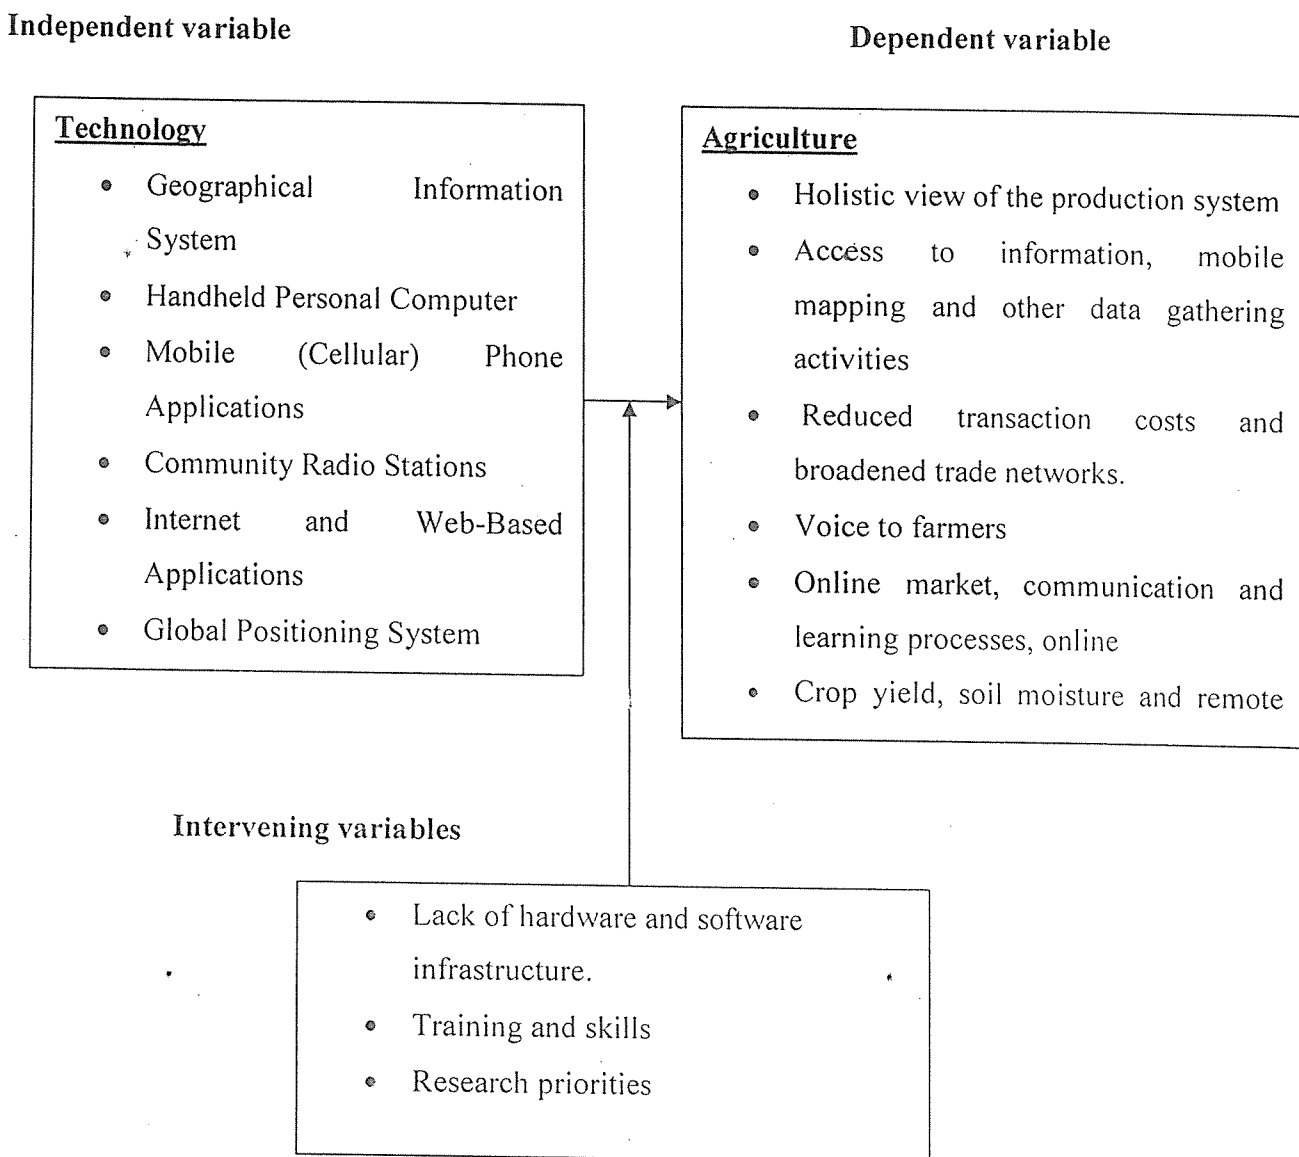 Independent variable
Dependent variable
Technology
• Geographical Information
System
• Handheld Personal Computer
• Mobile (Cellular) Phone
Applications
• Community Radio Stations
• Internet and Web-Based
Applications
• Global Positioning System
Agriculture
• Holistic view of the production system
• Access to information, mobile
mapping and other data gathering
activities
• Reduced transaction costs and
broadened trade networks.
• Voice to farmers
• Online market, communication and
learning processes, online
• Crop yield, soil moisture and remote
Intervening variables
• Lack of hardware and software
infrastructure.
• Training and skills
• Research priorities